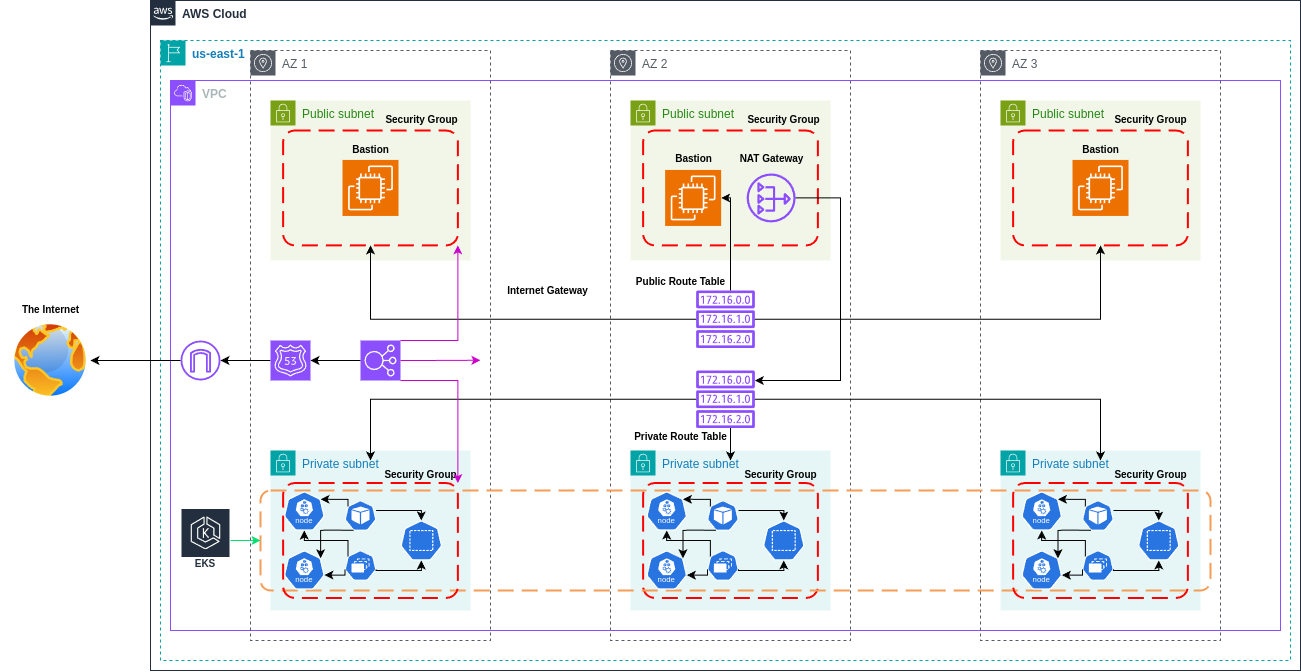 aws
AWS Cloud
us-east-1
AZ 1
AZ 2
AZ 3
VPC
Public subnet
Security Group
Bastion
Public subnet
Security Group
Bastion
NAT Gateway
Public subnet
Security Group
Bastion
Internet Gateway
Public Route Table
172.16.0.0
172.16.1.0
172.16.2.0
The Internet
53
172.16.0.0
172.16.1.0
172.16.2.0
Private Route Table
Private subnet
Security Group
node
node
Private subnet
Security Group
node
node
Private subnet
Security Group
node
node
K
EKS